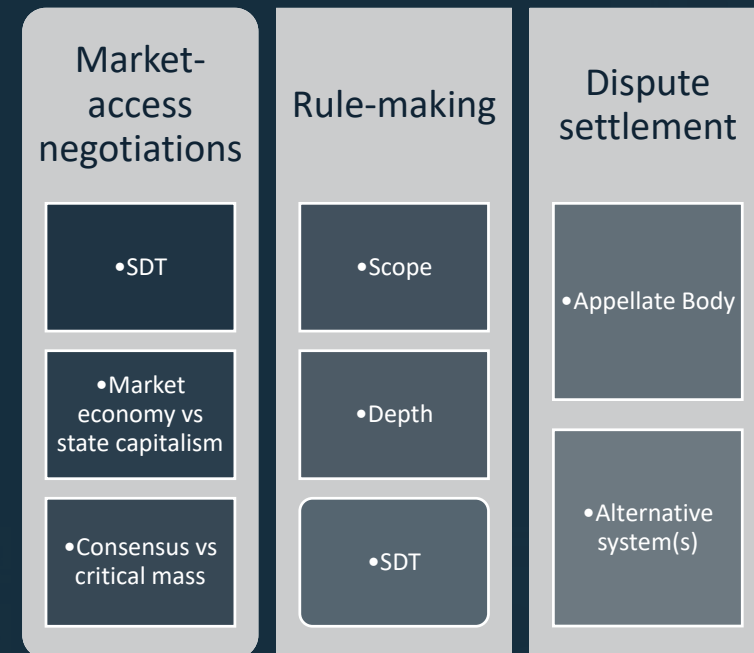 Market-
access
negotiations
•SDT
•Market
economy vs
state capitalism
•Consensus vs
critical mass
Rule-making
•Scope
•Depth
•SDT
Dispute
settlement
•Appellate Body
•Alternative
system(s)